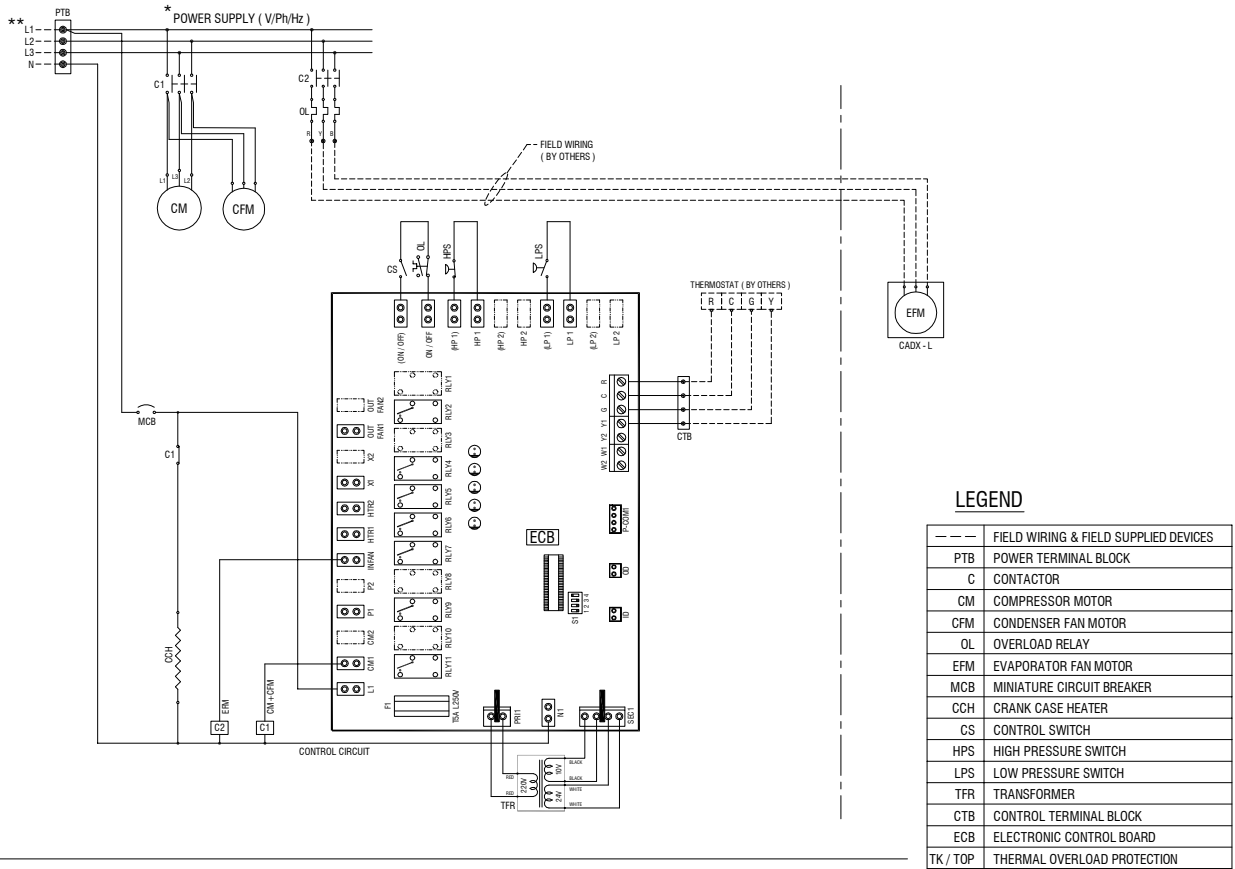 PTB
* POWER SUPPLY ( V/Ph/Hz )
**
L1
L2
L3
N
C1
C2
OL
R Y B
FIELD WIRING
( BY OTHERS )
L1 L3 L2
CM
CFM
CS
OL
HPS
LPS
THERMOSTAT ( BY OTHERS )
R C G Y
EFM
CADX - L
(ON / OFF)
ON / OFF
(HP 1)
HP 1
(HP 2)
HP 2
(LP 1)
LP 1
(LP 2)
LP 2
OUT FAN2
OUT FAN1
X2
X1
HTR2
HTR1
INFAN
P2
P1
CM2
CM1
L1
RLY1
RLY2
RLY3
RLY4
RLY5
RLY6
RLY7
RLY8
RLY9
RLY10
RLY11
R
C
G
Y1
Y2
W1
W2
CTB
MCB
C1
CCH
ECB
P-COM1
OD
ID
S1
1 2 3 4
F1
T5A L250V
PRI1
N1
SEC1
EFM
CM +CFM
C2
C1
CONTROL CIRCUIT
RED
RED
220V
10V
24V
BLACK
BLACK
WHITE
WHITE
TFR
LEGEND
– – – FIELD WIRING & FIELD SUPPLIED DEVICES
PTB POWER TERMINAL BLOCK
C CONTACTOR
CM COMPRESSOR MOTOR
CFM CONDENSER FAN MOTOR
OL OVERLOAD RELAY
EFM EVAPORATOR FAN MOTOR
MCB MINIATURE CIRCUIT BREAKER
CCH CRANK CASE HEATER
CS CONTROL SWITCH
HPS HIGH PRESSURE SWITCH
LPS LOW PRESSURE SWITCH
TFR TRANSFORMER
CTB CONTROL TERMINAL BLOCK
ECB ELECTRONIC CONTROL BOARD
TK / TOP THERMAL OVERLOAD PROTECTION